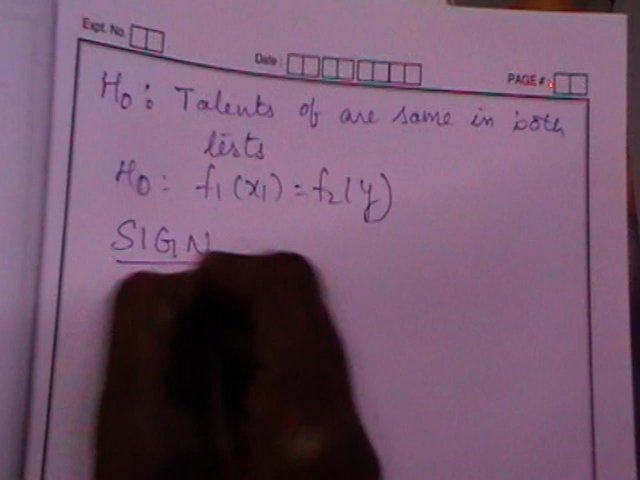 Expt. No.
Date :
PAGE # :
H0 : Talents of are same in both
lists
H0 : f1(x1) = f2(y)
SIGN